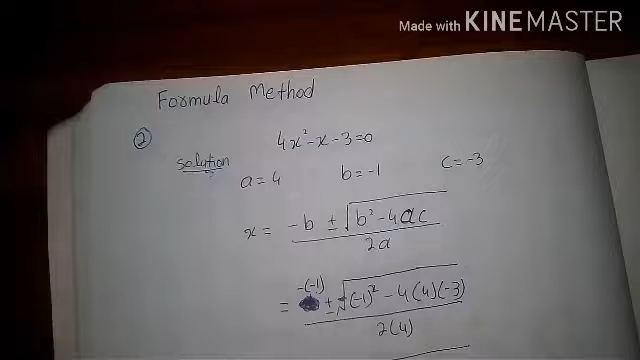 Made with KINEMASTER
Formula Method
② 4x² - x - 3 = 0
solution
a = 4 b = -1 c = -3
x = -b ± √(b² - 4ac) / 2a
= -(-1) ± √((-1)² - 4(4)(-3)) / 2(4)